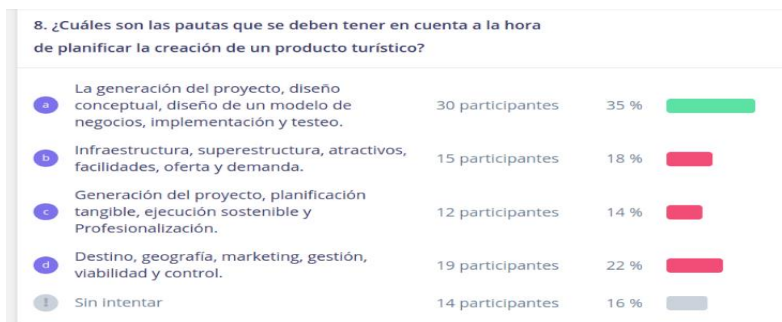 8. ¿Cuáles son las pautas que se deben tener en cuenta a la hora
de planificar la creación de un producto turístico?
a
La generación del proyecto, diseño
conceptual, diseño de un modelo de
negocios, implementación y testeo.
30 participantes
35 %
b
Infraestructura, superestructura, atractivos,
facilidades, oferta y demanda.
15 participantes
18 %
c
Generación del proyecto, planificación
tangible, ejecución sostenible y
Profesionalización.
12 participantes
14 %
d
Destino, geografía, marketing, gestión,
viabilidad y control.
19 participantes
22 %
!
Sin intentar
14 participantes
16 %